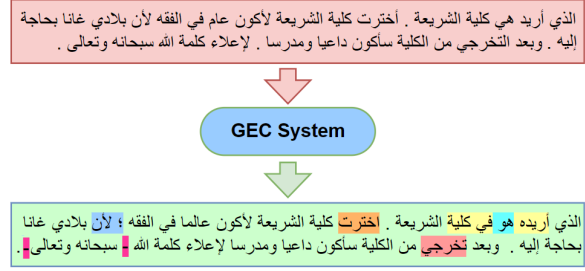 الذي أريد هي كلية الشريعة . أخترت كلية الشريعة لأكون عام في الفقه لأن بلادي غانا بحاجة
إليه . وبعد التخرجي من الكلية سأكون داعيا ومدرسا . لإعلاء كلمة الله سبحانه وتعالى .
GEC System
الذي أريده هو في كلية الشريعة . اخترت كلية الشريعة لأكون عالما في الفقه ؛ لأن بلادي غانا
بحاجة إليه . وبعد تخرجي من الكلية سأكون داعيا ومدرسا لإعلاء كلمة الله - سبحانه وتعالى- .